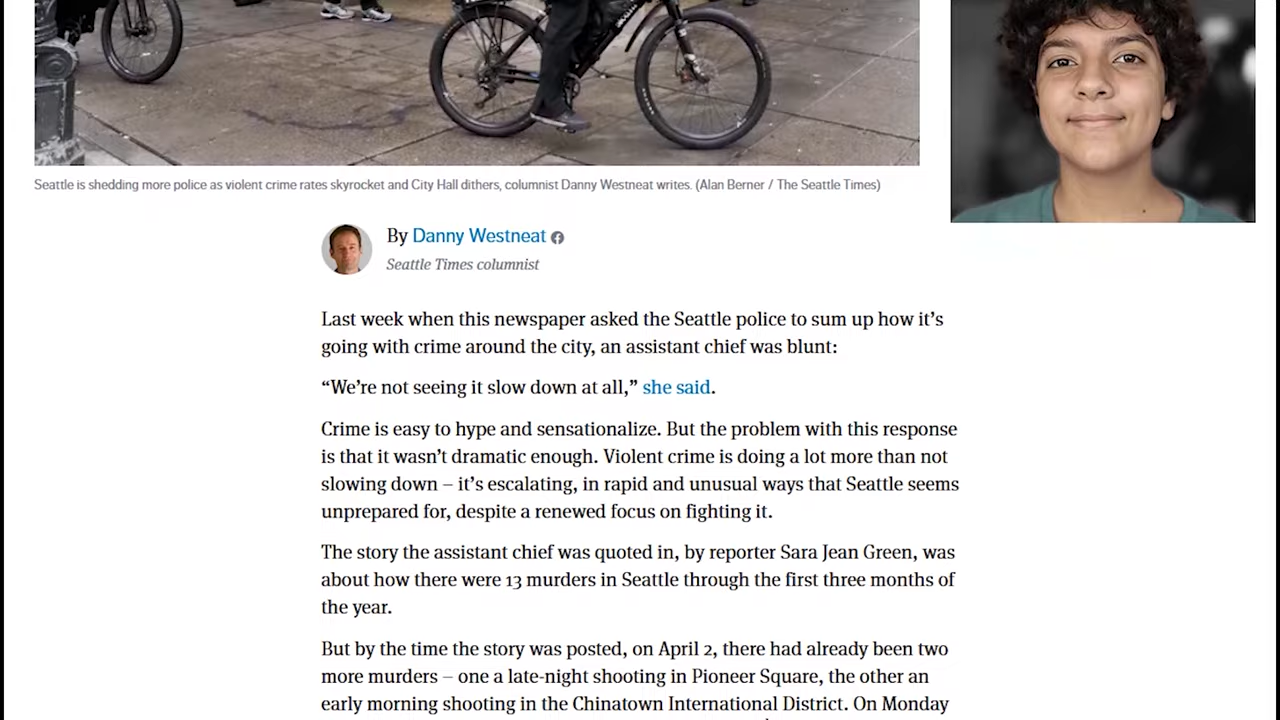 Seattle is shedding more police as violent crime rates skyrocket and City Hall dithers, columnist Danny Westneat writes. (Alan Berner / The Seattle Times)
By Danny Westneat
Seattle Times columnist
Last week when this newspaper asked the Seattle police to sum up how it’s
going with crime around the city, an assistant chief was blunt:
“We’re not seeing it slow down at all,” she said.
Crime is easy to hype and sensationalize. But the problem with this response
is that it wasn’t dramatic enough. Violent crime is doing a lot more than not
slowing down – it’s escalating, in rapid and unusual ways that Seattle seems
unprepared for, despite a renewed focus on fighting it.
The story the assistant chief was quoted in, by reporter Sara Jean Green, was
about how there were 13 murders in Seattle through the first three months of
the year.
But by the time the story was posted, on April 2, there had already been two
more murders – one a late-night shooting in Pioneer Square, the other an
early morning shooting in the Chinatown International District. On Monday